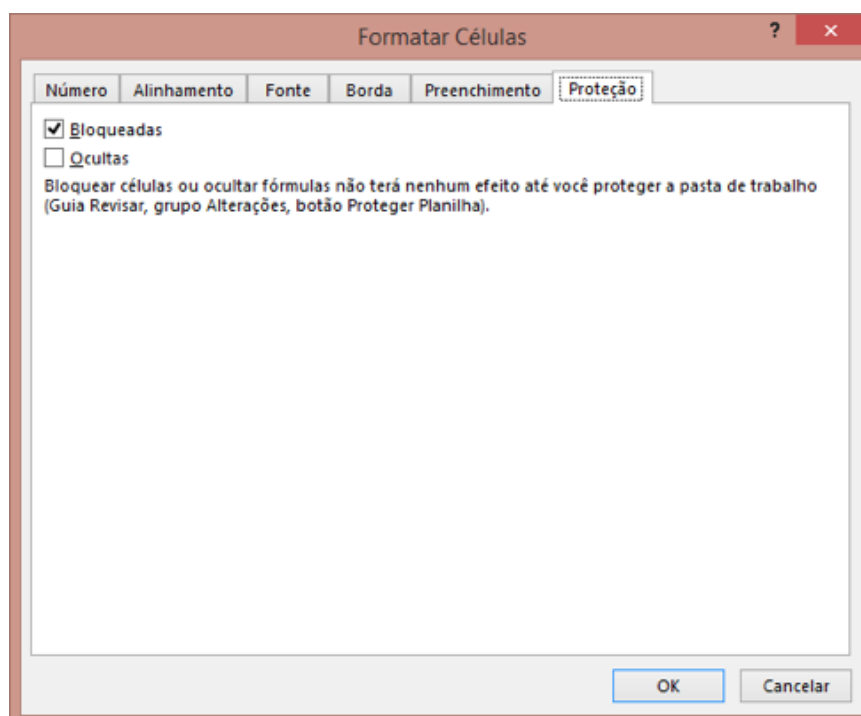 Formatar Células
?
×
Número Alinhamento Fonte Borda Preenchimento Proteção
Bloqueadas
Ocultas
Bloquear células ou ocultar fórmulas não terá nenhum efeito até você proteger a pasta de trabalho
(Guia Revisar, grupo Alterações, botão Proteger Planilha).
OK Cancelar